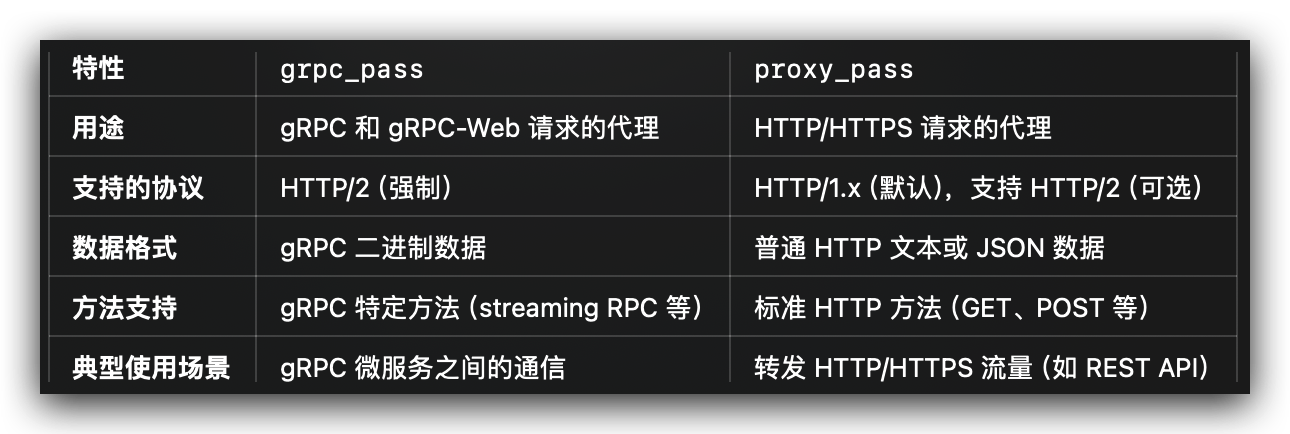 特性 grpc_pass proxy_pass
用途 gRPC 和 gRPC-Web 请求的代理 HTTP/HTTPS 请求的代理
支持的协议 HTTP/2（强制） HTTP/1.x（默认），支持 HTTP/2（可选）
数据格式 gRPC 二进制数据 普通 HTTP 文本或 JSON 数据
方法支持 gRPC 特定方法（streaming RPC 等） 标准 HTTP 方法（GET、POST 等）
典型使用场景 gRPC 微服务之间的通信 转发 HTTP/HTTPS 流量（如 REST API）